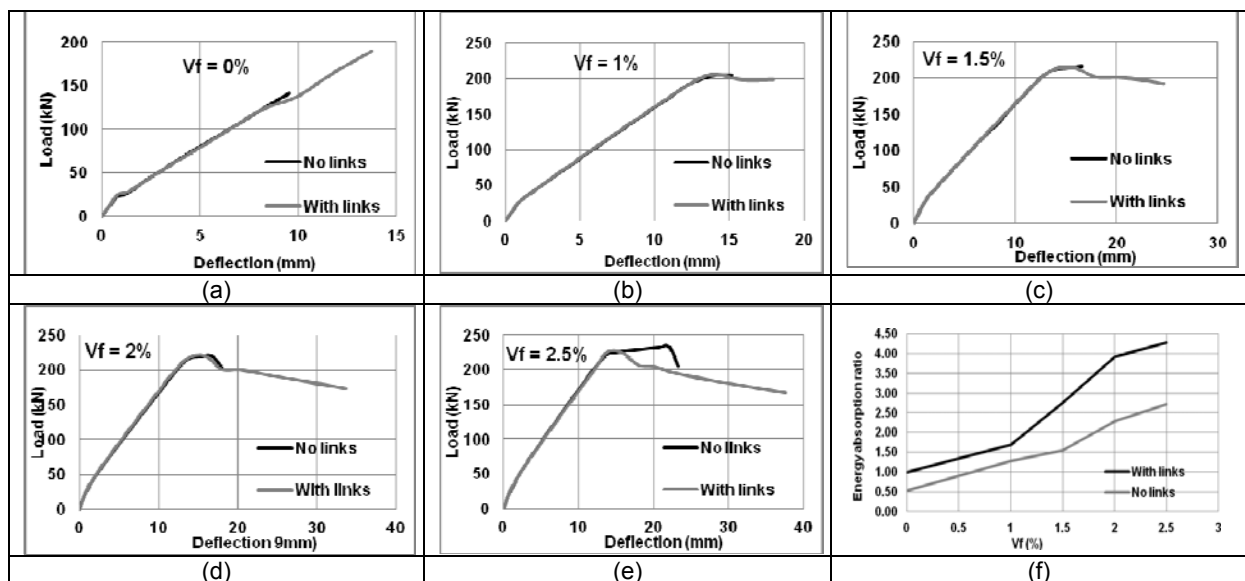 Load (kN)
200
150
100
50
0
Vf = 0%
No links
With links
0 5 10 15
Deflection (mm)
(a)
Load (kN)
250
200
150
100
50
0
Vf = 1%
No links
With links
0 5 10 15 20
Deflection (mm)
(b)
Load (kN)
250
200
150
100
50
0
Vf = 1.5%
No links
With links
0 10 20 30
Deflection (mm)
(c)
Load (kN)
250
200
150
100
50
0
Vf = 2%
No links
With links
0 10 20 30 40
Deflection 9mm)
(d)
Load (kN)
250
200
150
100
50
0
Vf = 2.5%
No links
With links
0 10 20 30 40
Deflection (mm)
(e)
Energy absorption ratio
4.50
4.00
3.50
3.00
2.50
2.00
1.50
1.00
0.50
0.00
With links
No links
0 0.5 1 1.5 2 2.5 3
Vf (%)
(f)